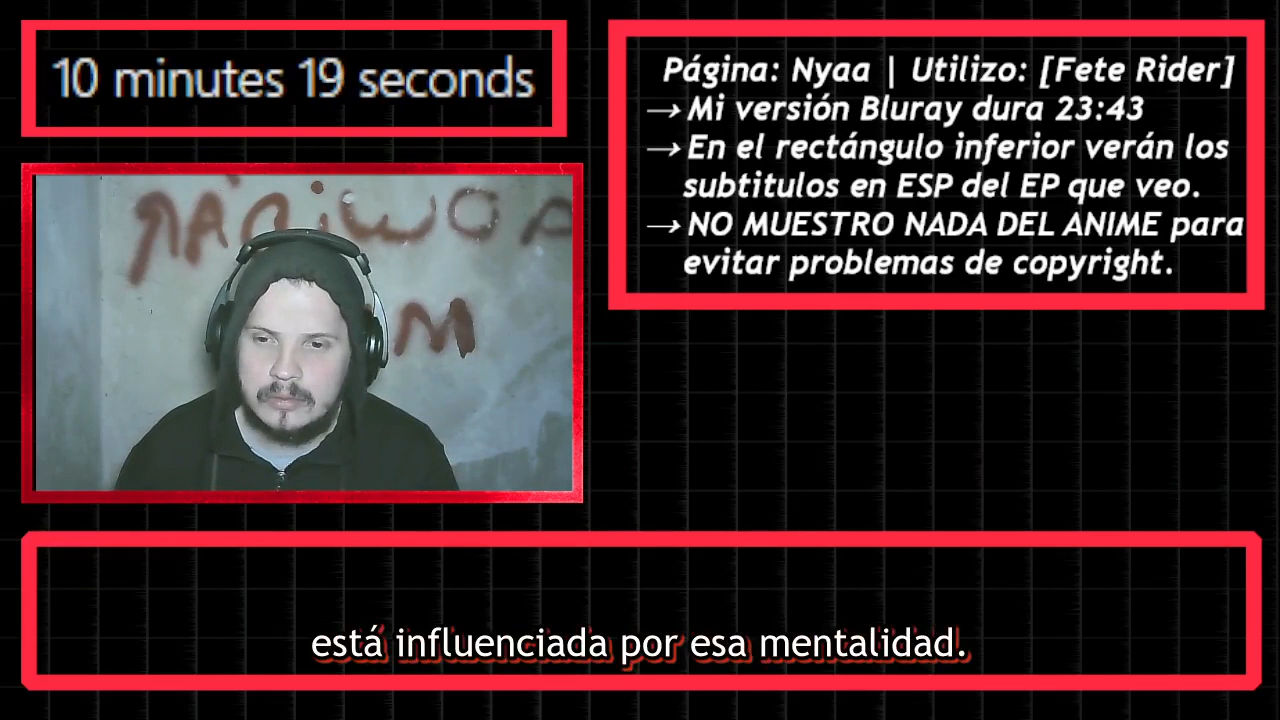 10 minutes 19 seconds
Página: Nyaa | Utilizo: [Fete Rider]
→ Mi versión Bluray dura 23:43
→ En el rectángulo inferior verán los
subtitulos en ESP del EP que veo.
→ NO MUESTRO NADA DEL ANIME para
evitar problemas de copyright.
está influenciada por esa mentalidad.